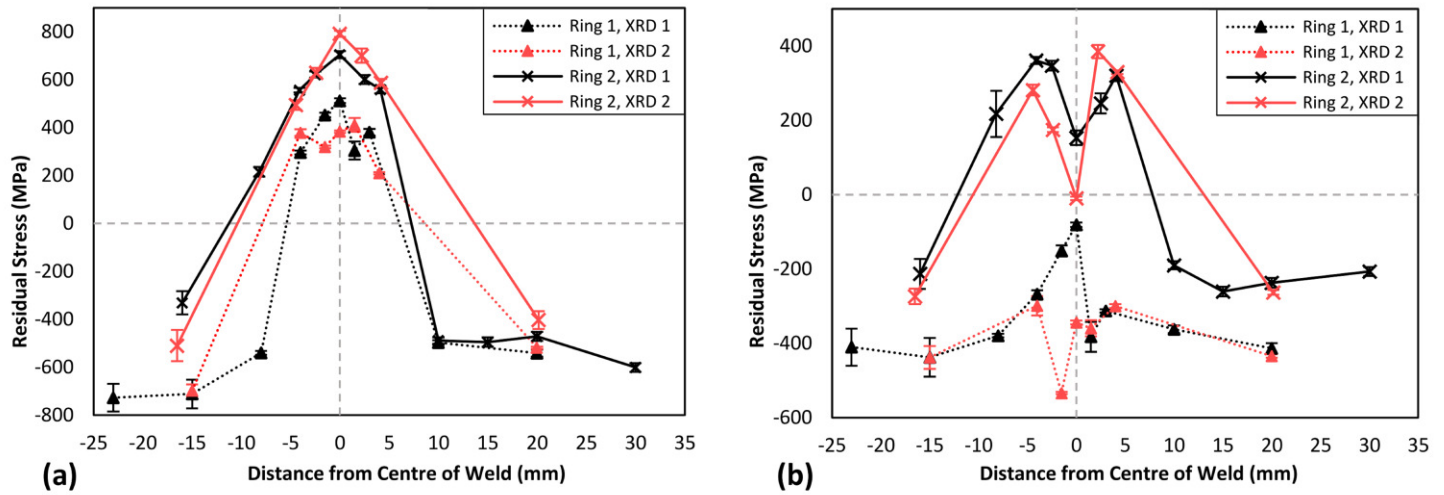 Residual Stress (MPa)
800
600
400
200
0
-200
-400
-600
-800
-25 -20 -15 -10 -5 0 5 10 15 20 25 30 35
Distance from Centre of Weld (mm)
(a)
Ring 1, XRD 1
Ring 1, XRD 2
Ring 2, XRD 1
Ring 2, XRD 2
Residual Stress (MPa)
400
200
0
-200
-400
-600
-25 -20 -15 -10 -5 0 5 10 15 20 25 30 35
Distance from Centre of Weld (mm)
(b)
Ring 1, XRD 1
Ring 1, XRD 2
Ring 2, XRD 1
Ring 2, XRD 2